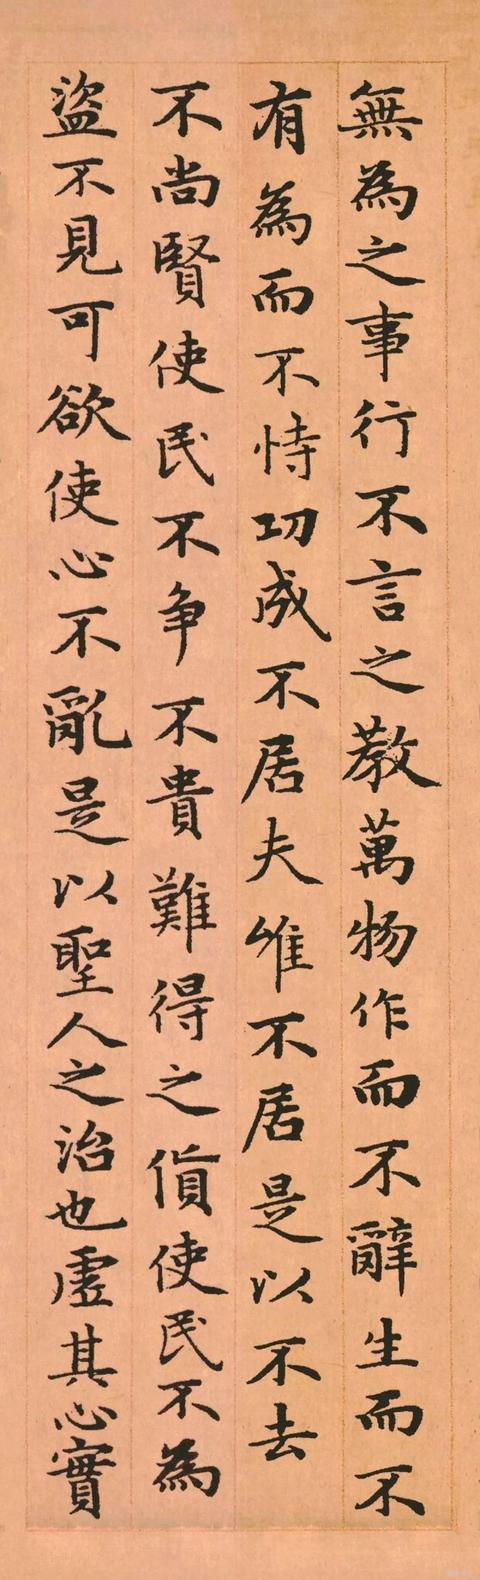 無為之事行不言之教萬物作而不辭生而不
有為而不恃功成不居夫唯不居是以不去
不尚賢使民不争不貴難得之貨使民不為
盜不見可欲使心不亂是以聖人之治也虛其心實